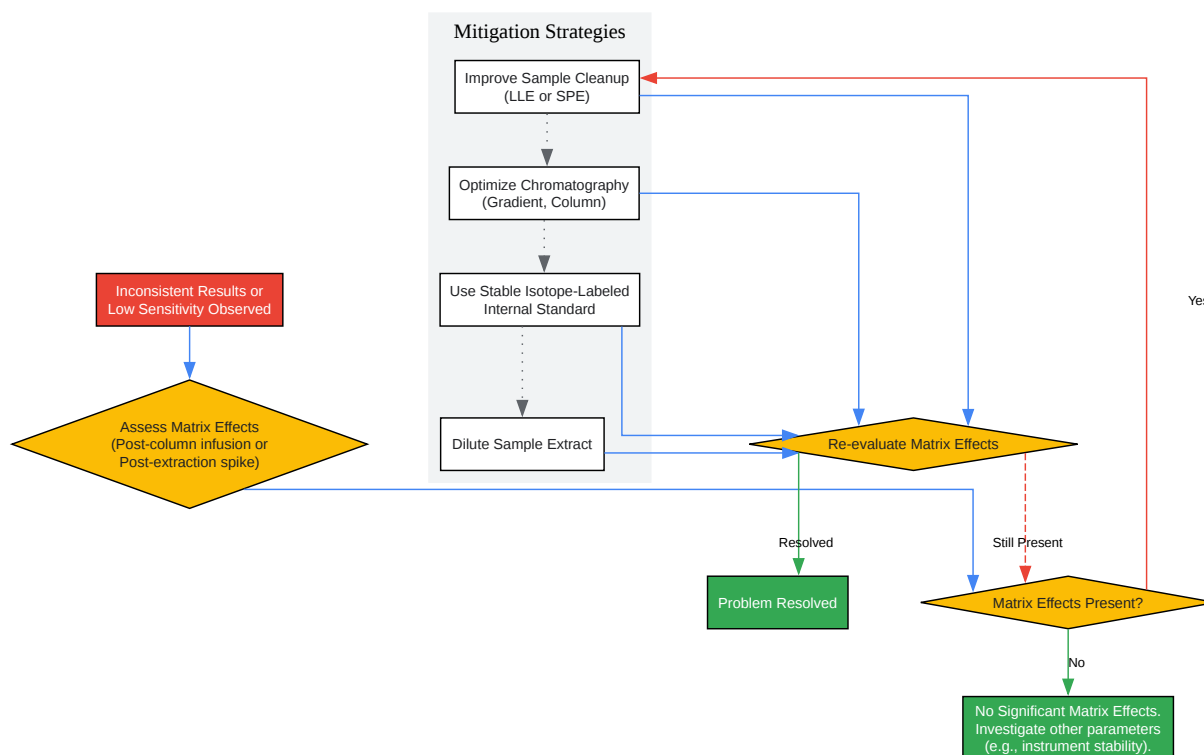 Mitigation Strategies
Improve Sample Cleanup
(LLE or SPE)
Optimize Chromatography
(Gradient, Column)
Use Stable Isotope-Labeled
Internal Standard
Dilute Sample Extract
Inconsistent Results or
Low Sensitivity Observed
Assess Matrix Effects
(Post-column infusion or
Post-extraction spike)
Re-evaluate Matrix Effects
Yes
Resolved
Still Present
Problem Resolved
Matrix Effects Present?
No
No Significant Matrix Effects.
Investigate other parameters
(e.g., instrument stability).